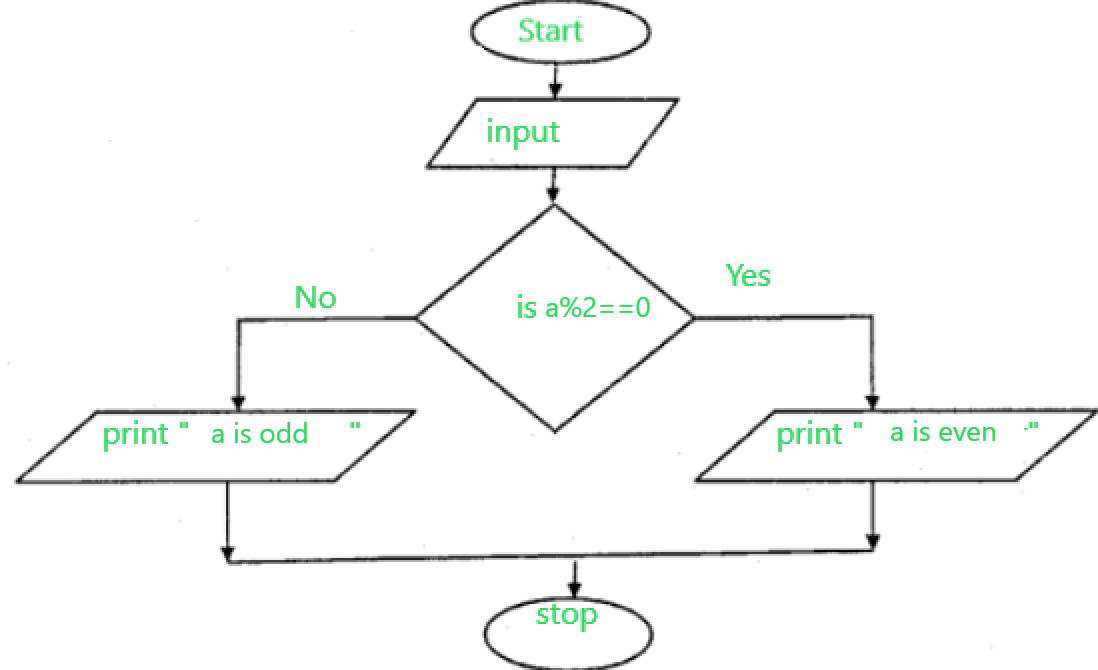 Start
input
is a%2==0
No
Yes
print " a is odd "
print " a is even "
stop